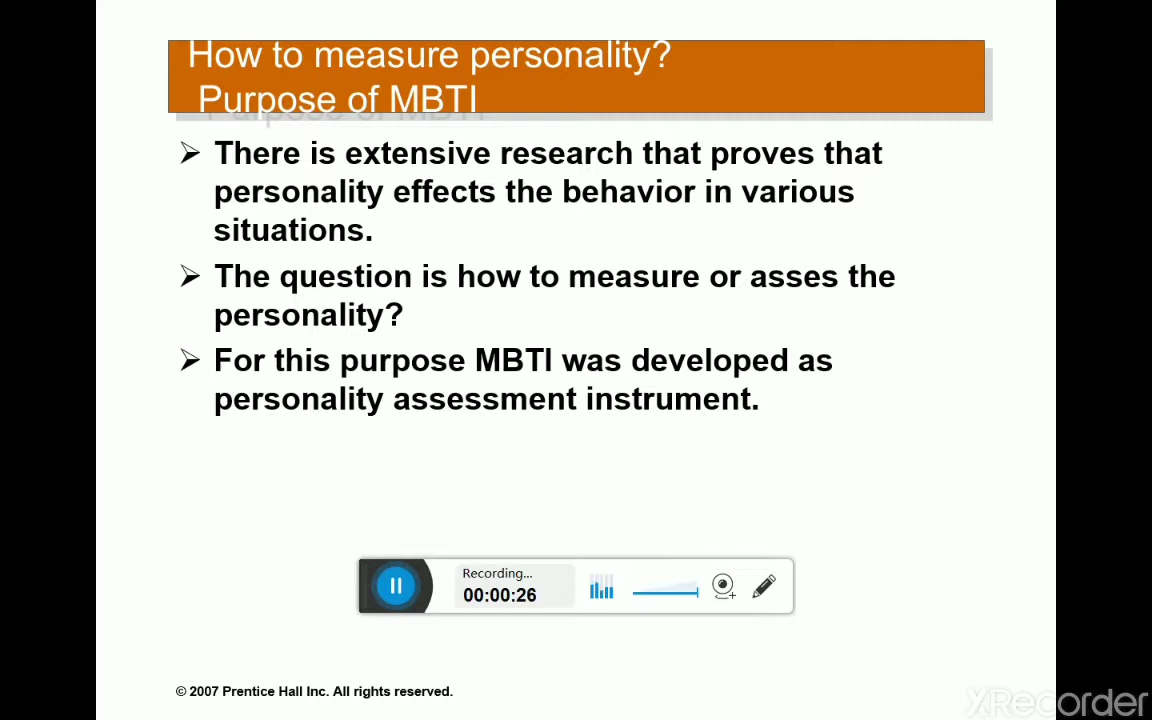 How to measure personality?
Purpose of MBTI
There is extensive research that proves that
personality effects the behavior in various
situations.
The question is how to measure or asses the
personality?
For this purpose MBTI was developed as
personality assessment instrument.
Recording...
00:00:26
© 2007 Prentice Hall Inc. All rights reserved.
XRecorder